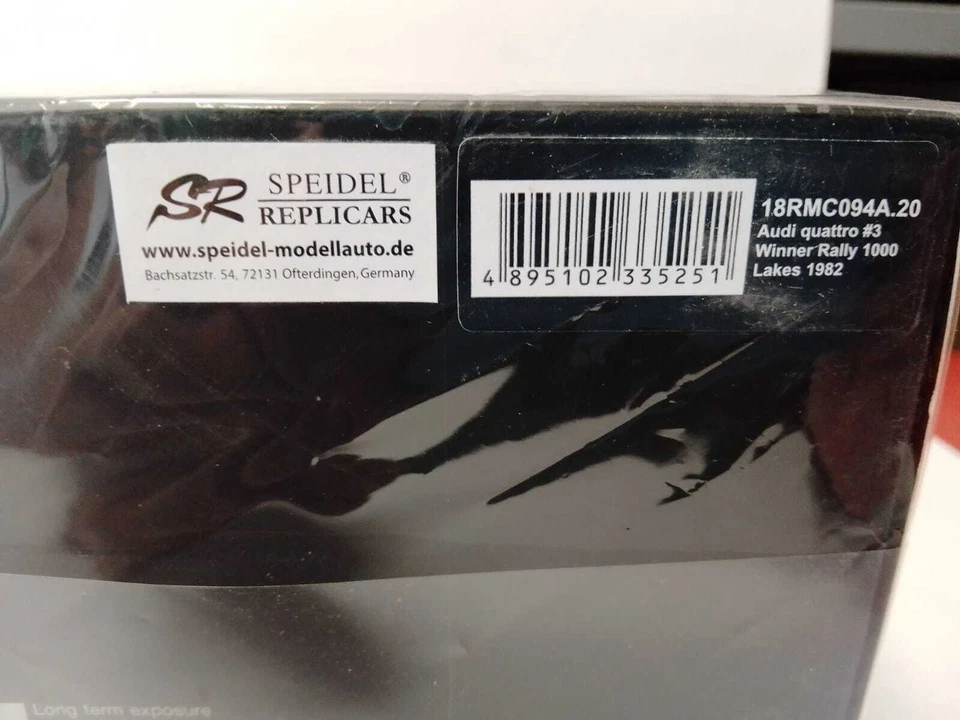 SR
SPEIDEL®
REPLICARS
www.speidel-modellauto.de
Bachsatzstr. 54, 72131 Ofterdingen, Germany
4 895102 335251
18RMC094A.20
Audi quattro #3
Winner Rally 1000
Lakes 1982
Long term exposure